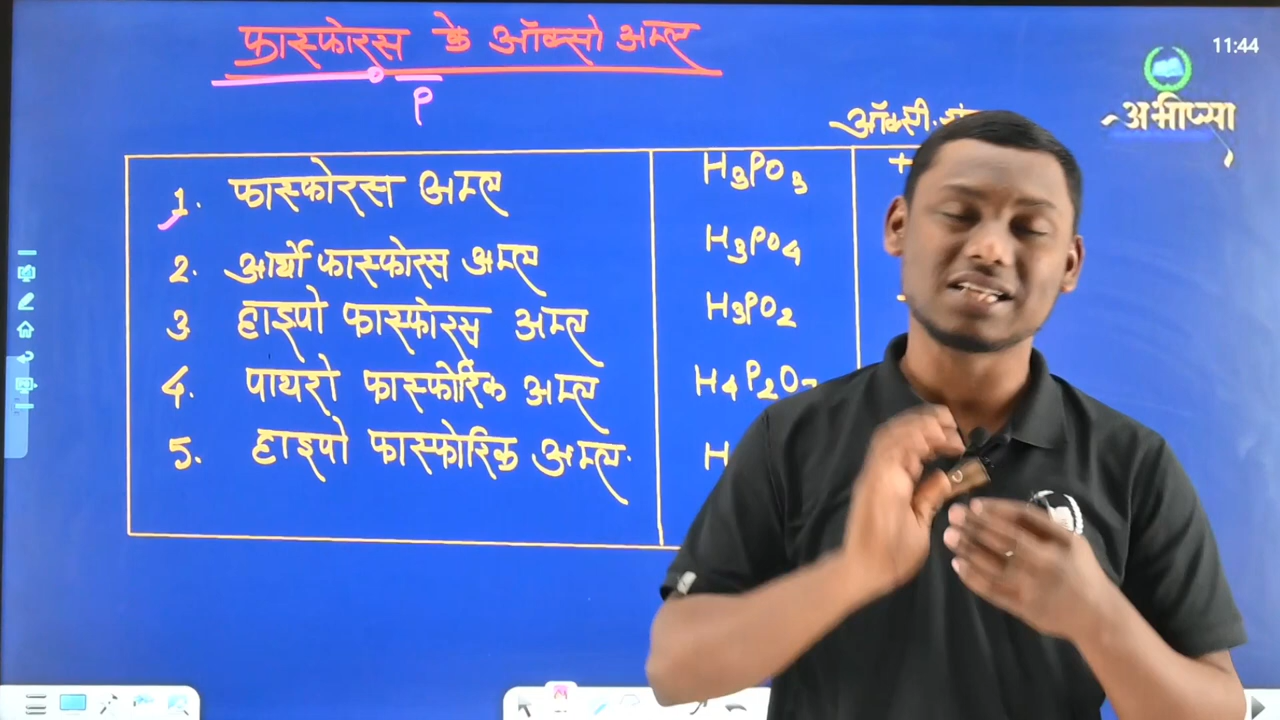 फास्फोरस के ऑक्सो अम्ल
11:44
अभीप्सा
P
ऑक्सी.
1. फास्फोरस अम्ल H3PO3 +
2. आर्थो फास्फोरस अम्ल H3PO4
3 हाइपो फास्फोरस अम्ल H3PO2
4. पायरो फास्फोरिक अम्ल H4P2O7
5. हाइपो फास्फोरिक अम्ल. H